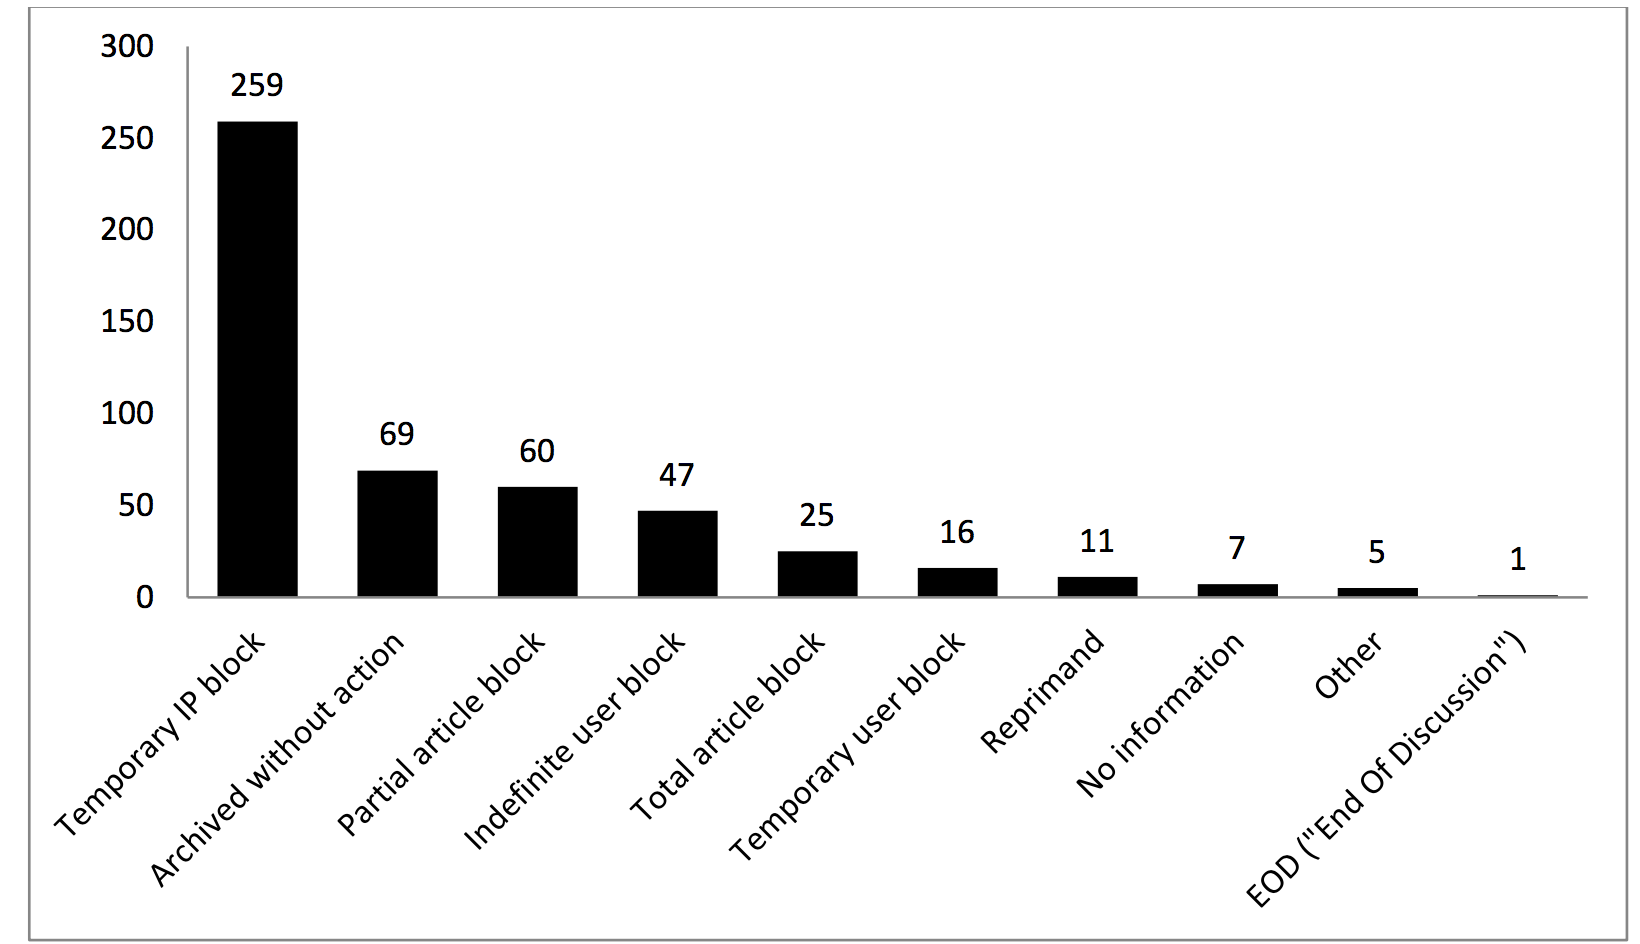 300
250
200
150
100
50
0
259
69
60
47
25
16
11
7
5
1
Temporary IP block
Archived without action
Partial article block
Indefinite user block
Total article block
Temporary user block
Reprimand
No information
Other
EOD ("End Of Discussion")